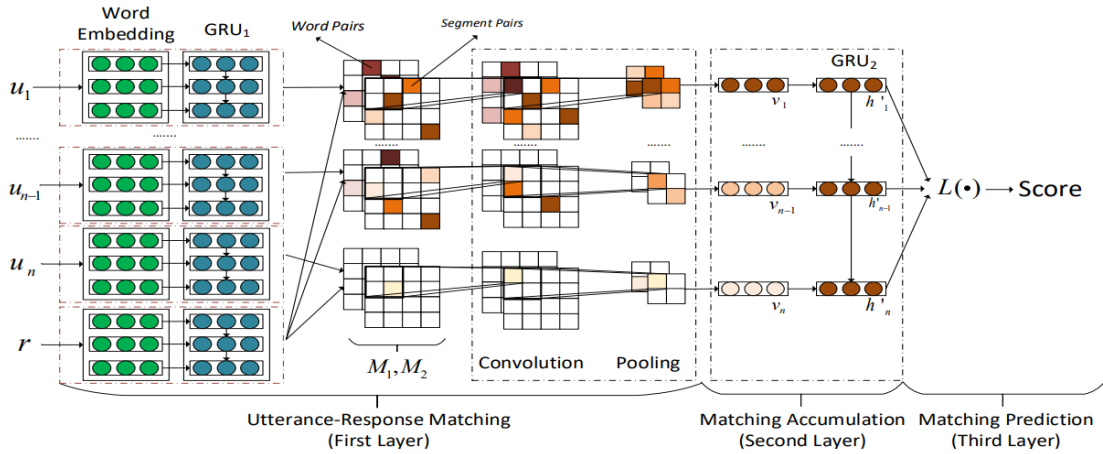 Word
Embedding
GRU1
Word Pairs
Segment Pairs
GRU2
u1
v1
h'1
.......
.......
.......
.......
.......
.......
un-1
vn-1
h'n-1
L(•)
Score
un
vn
h'n
r
M1, M2
Convolution
Pooling
Utterance-Response Matching
(First Layer)
Matching Accumulation
(Second Layer)
Matching Prediction
(Third Layer)